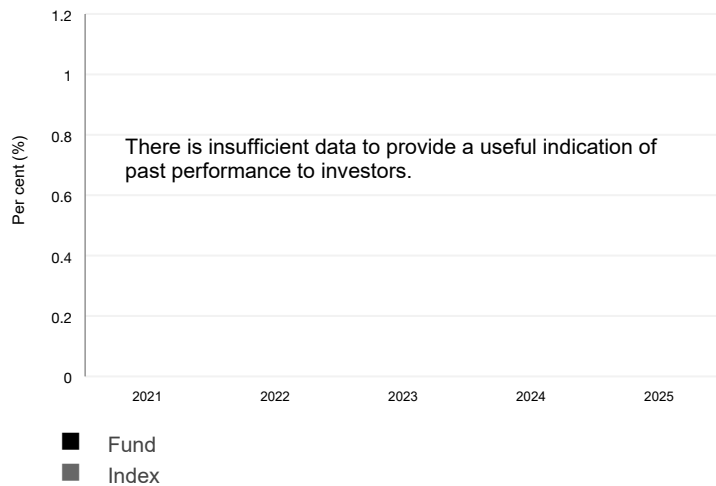 1.2
1
Per cent (%)
0.8
There is insufficient data to provide a useful indication of
past performance to investors.
0.6
0.4
0.2
0
2021 2022 2023 2024 2025
Fund
Index